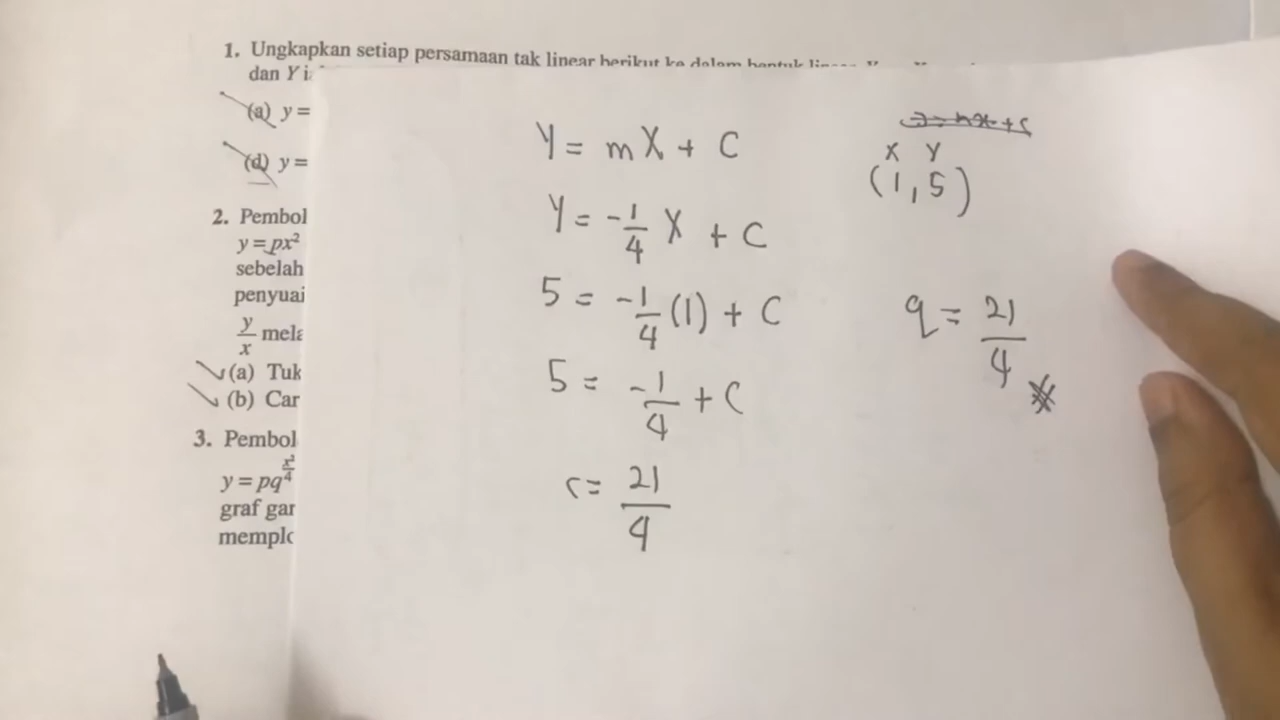 1. Ungkapkan setiap persamaan tak linear berikut ke dalam bentuk
dan Y
(a) y =
(d) y =
2. Pembol
y = px²
sebelah
penyuai
y/x mela
(a) Tuk
(b) Car
3. Pembol
y = pq^(x²/4)
graf gar
memplo
Y = mX + C
Y = -1/4 X + C
5 = -1/4 (1) + C
5 = -1/4 + C
c = 21/4
X Y
(1, 5)
q = 21/4